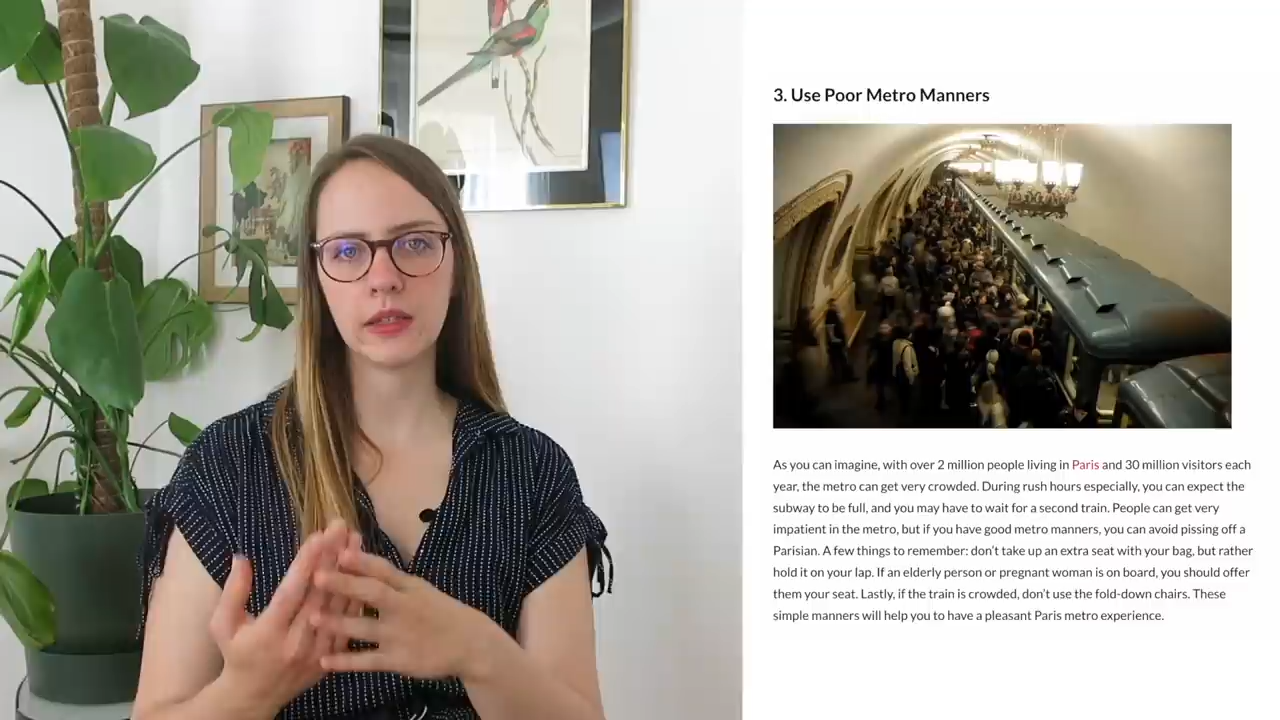 3. Use Poor Metro Manners
As you can imagine, with over 2 million people living in Paris and 30 million visitors each
year, the metro can get very crowded. During rush hours especially, you can expect the
subway to be full, and you may have to wait for a second train. People can get very
impatient in the metro, but if you have good metro manners, you can avoid pissing off a
Parisian. A few things to remember: don’t take up an extra seat with your bag, but rather
hold it on your lap. If an elderly person or pregnant woman is on board, you should offer
them your seat. Lastly, if the train is crowded, don’t use the fold-down chairs. These
simple manners will help you to have a pleasant Paris metro experience.